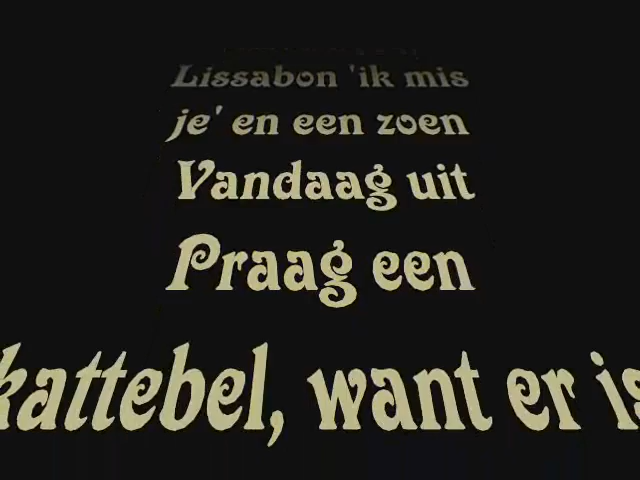 Lissabon 'ik mis
je' en een zoen
Vandaag uit
Praag een
kattebel, want er is